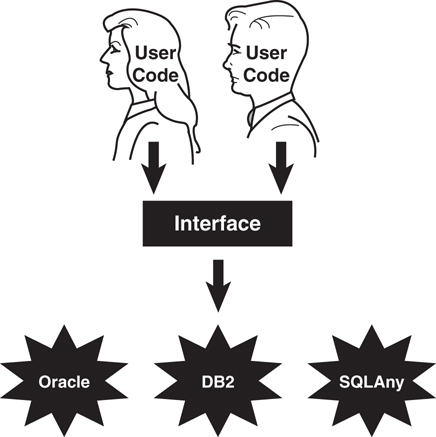 User
Code
User
Code
Interface
Oracle
DB2
SQLAny